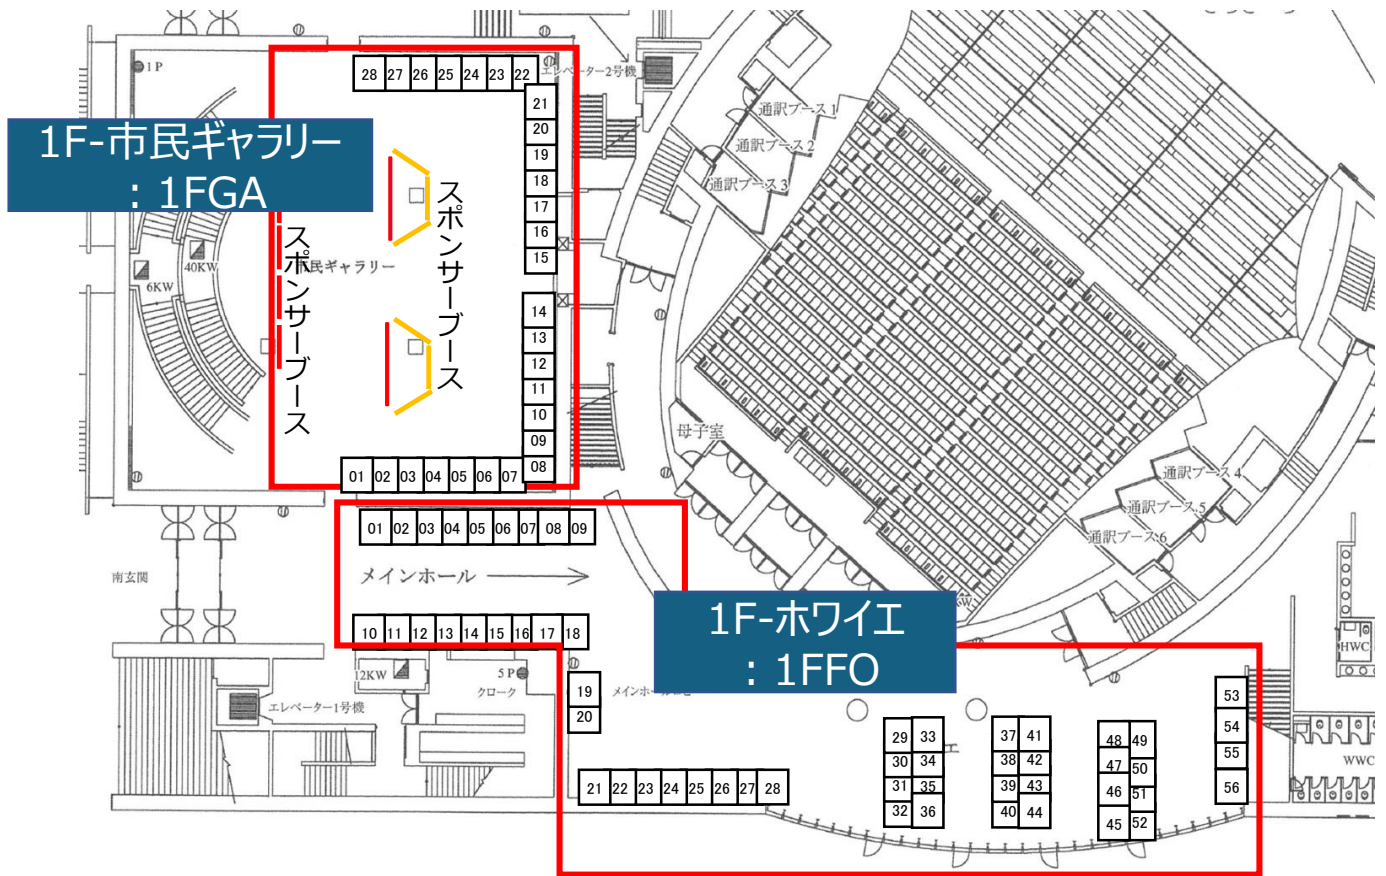 1P
28 27 26 25 24 23 22
エレベーター2号機
21
20
19
18
17
16
15
14
13
12
11
10
09
08
1F-市民ギャラリー
: 1FGA
40KW
6KW
市民ギャラリー
スポンサーブース
スポンサーブース
01 02 03 04 05 06 07
通訳ブース1
通訳ブース2
通訳ブース3
母子室
通訳ブース4
通訳ブース5
通訳ブース6
01 02 03 04 05 06 07 08 09
南玄関
メインホール
10 11 12 13 14 15 16 17 18
1F-ホワイエ
: 1FFO
12KW
5P
クローク
エレベーター1号機
19
20
21 22 23 24 25 26 27 28
29 33
30 34
31 35
32 36
37 41
38 42
39 43
40 44
48 49
47 50
46 51
45 52
53
54
55
56
HWC
WWC